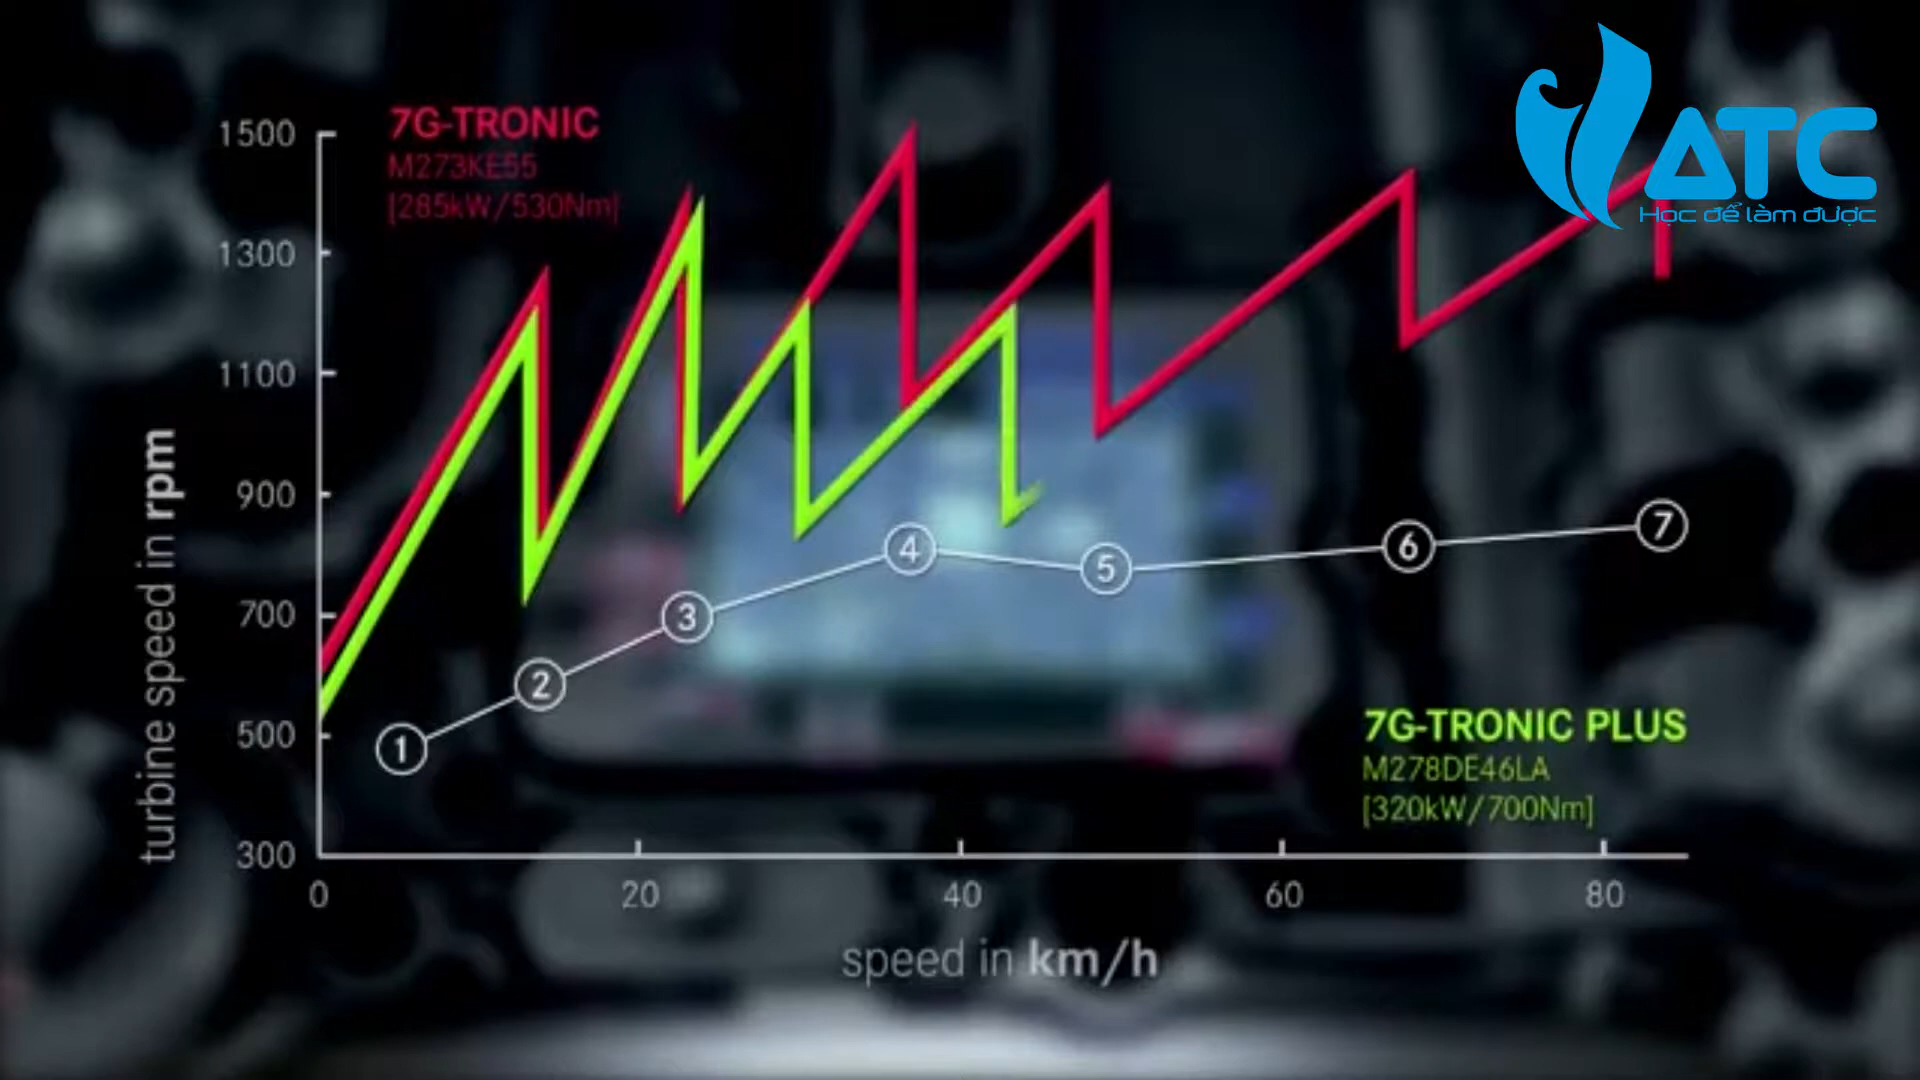 7G-TRONIC
M273KE55
[285kW/530Nm]
VATC
Học để làm được
1500
1300
1100
900
700
500
300
turbine speed in rpm
1
2
3
4
5
6
7
7G-TRONIC PLUS
M278DE46LA
[320kW/700Nm]
0
20
40
60
80
speed in km/h